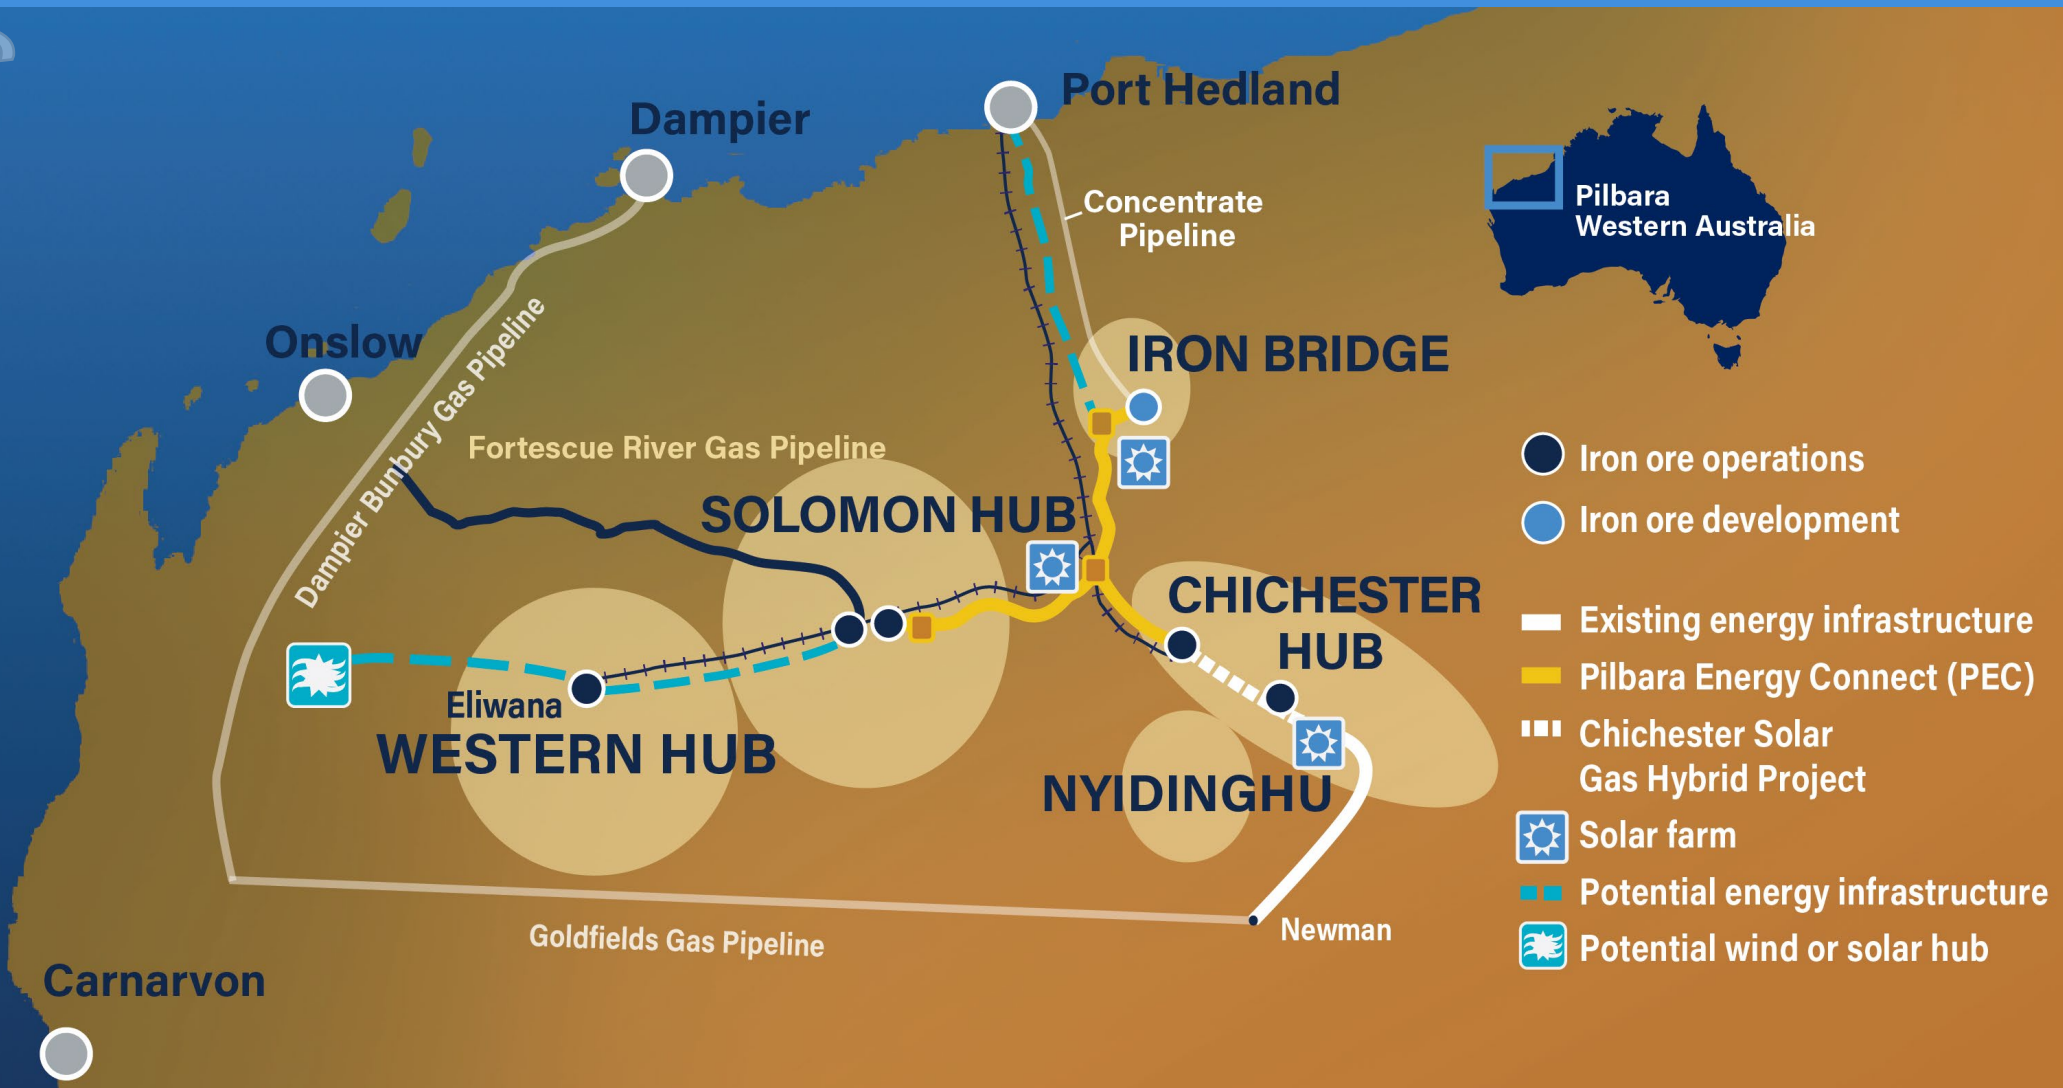 Port Hedland
Dampier
Concentrate
Pipeline
Pilbara
Western Australia
Onslow
Dampier Bunbury Gas Pipeline
IRON BRIDGE
Fortescue River Gas Pipeline
SOLOMON HUB
CHICHESTER
HUB
Eliwana
WESTERN HUB
NYIDINGHU
Goldfields Gas Pipeline
Newman
Carnarvon
Iron ore operations
Iron ore development
Existing energy infrastructure
Pilbara Energy Connect (PEC)
Chichester Solar
Gas Hybrid Project
Solar farm
Potential energy infrastructure
Potential wind or solar hub